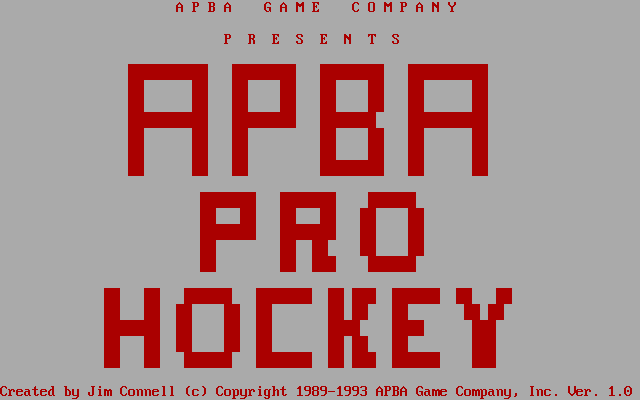 APBA GAME COMPANY
PRESENTS
APBA
PRO
HOCKEY
Created by Jim Connell (c) Copyright 1989-1993 APBA Game Company, Inc. Ver. 1.0